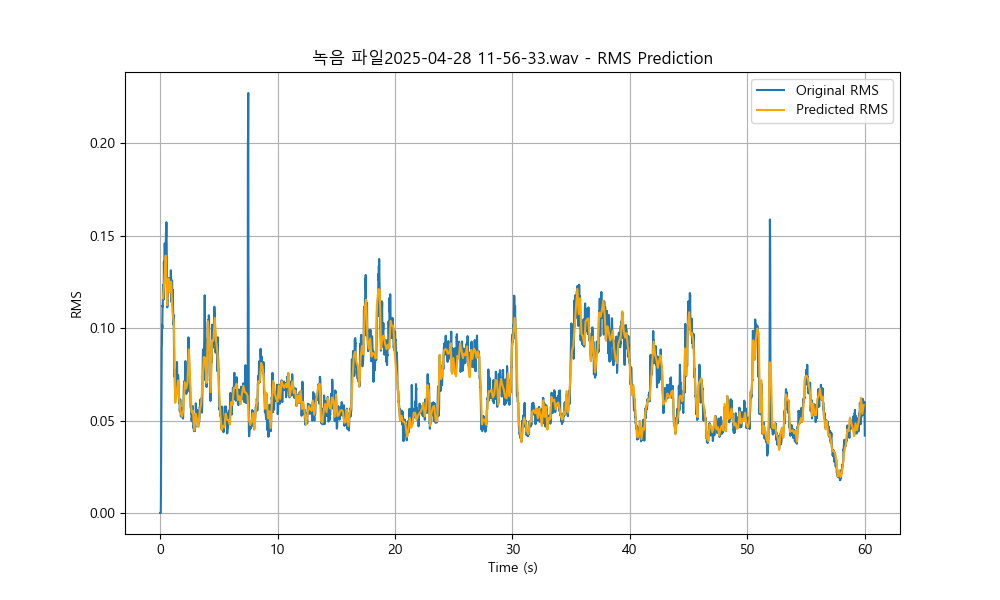 녹음 파일2025-04-28 11-56-33.wav - RMS Prediction
Original RMS
Predicted RMS
0.20
0.15
0.10
0.05
0.00
RMS
0 10 20 30 40 50 60
Time (s)